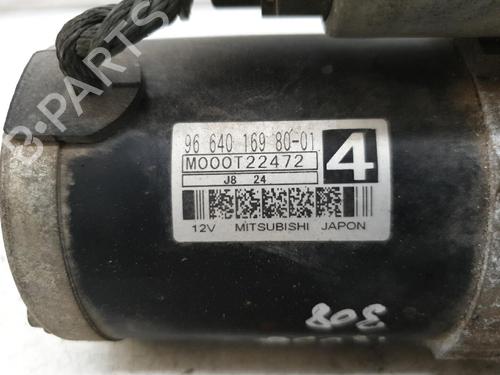 B-PARTS
96 640 169 80-01
M000T22472
4
J8 24
12V MITSUBISHI JAPON
308